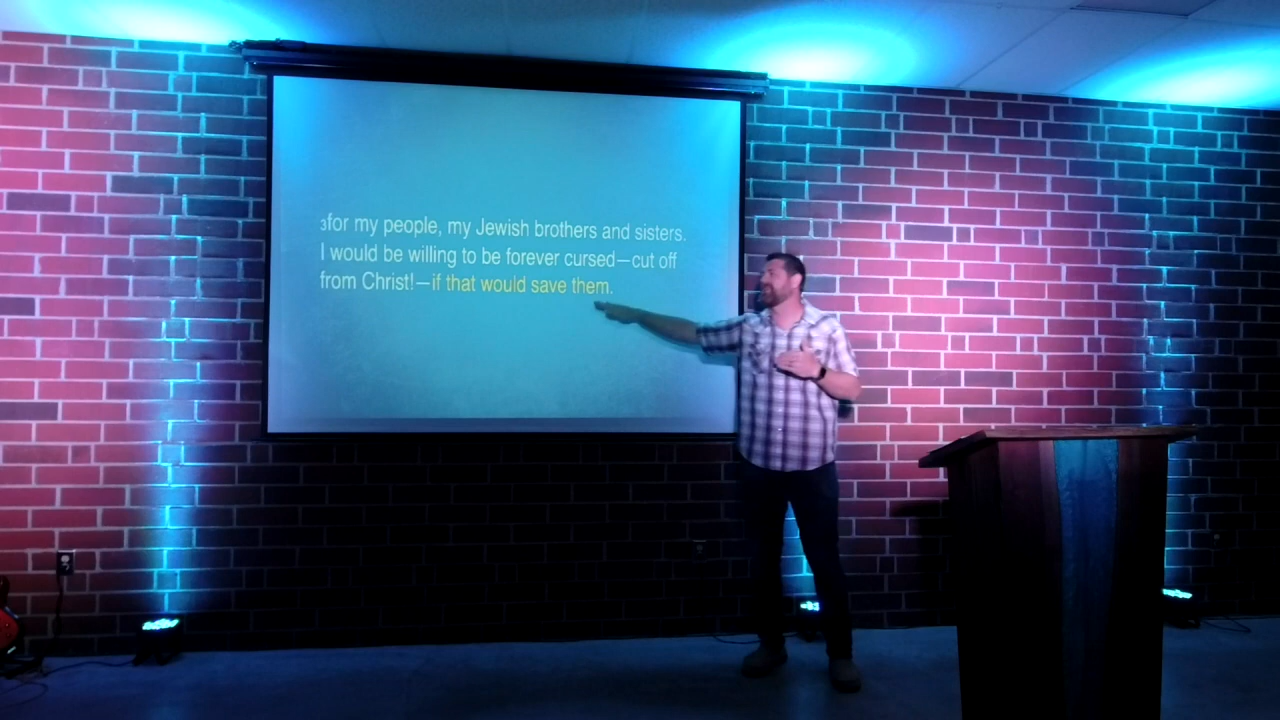 3for my people, my Jewish brothers and sisters.
I would be willing to be forever cursed—cut off
from Christ!—if that would save them.